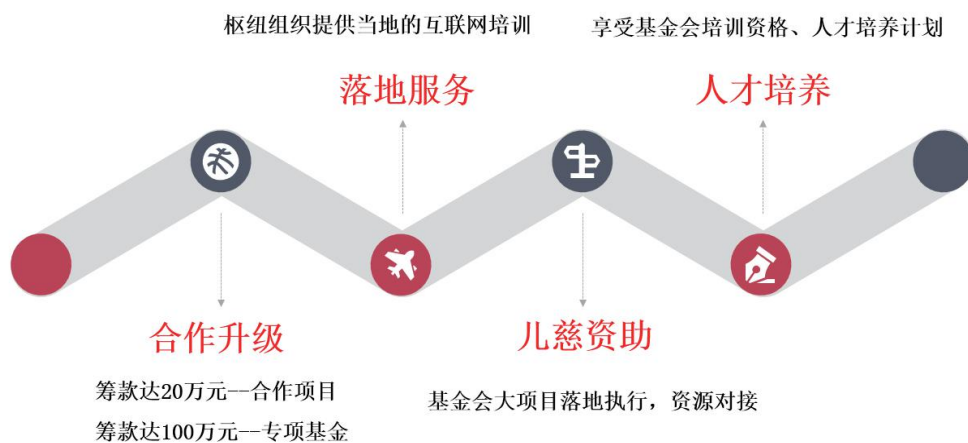 枢纽组织提供当地的互联网培训
享受基金会培训资格、人才培养计划
落地服务
人才培养
合作升级
儿慈资助
筹款达20万元--合作项目
筹款达100万元--专项基金
基金会大项目落地执行，资源对接